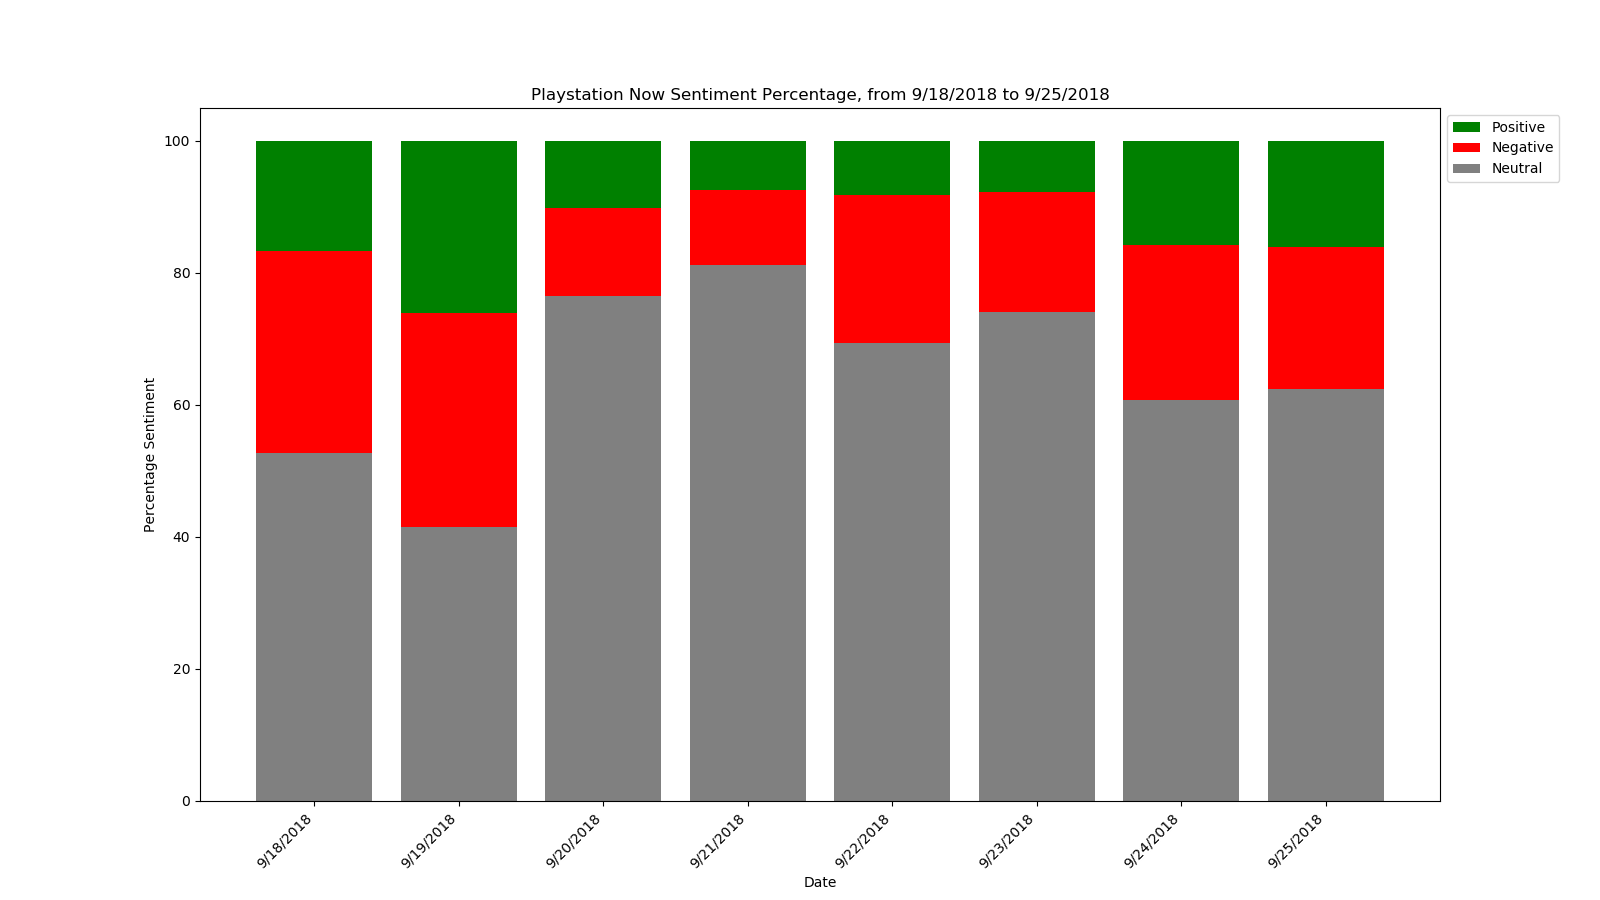 Playstation Now Sentiment Percentage, from 9/18/2018 to 9/25/2018
Positive
Negative
Neutral
Percentage Sentiment
100
80
60
40
20
0
9/18/2018
9/19/2018
9/20/2018
9/21/2018
9/22/2018
9/23/2018
9/24/2018
9/25/2018
Date